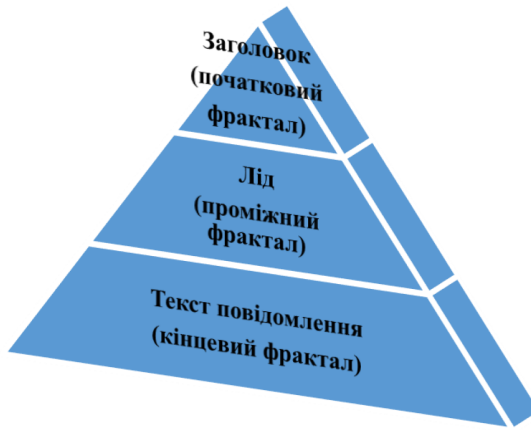 Заголовок
(початковий
фрактал)
Лід
(проміжний
фрактал)
Текст повідомлення
(кінцевий фрактал)